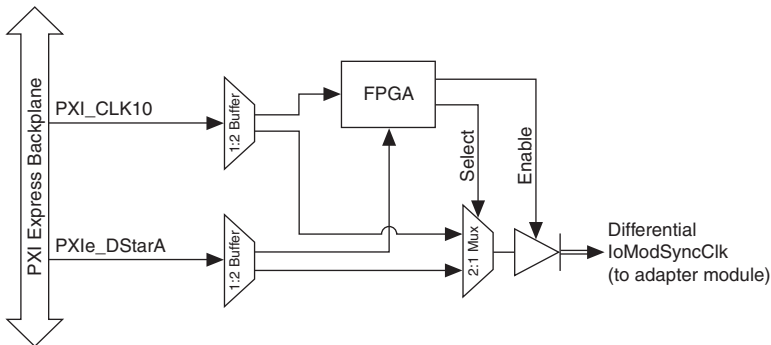 PXI Express Backplane
PXI_CLK10
1:2 Buffer
FPGA
Select
Enable
PXIe_DStarA
1:2 Buffer
2:1 Mux
Differential
IoModSyncClk
(to adapter module)